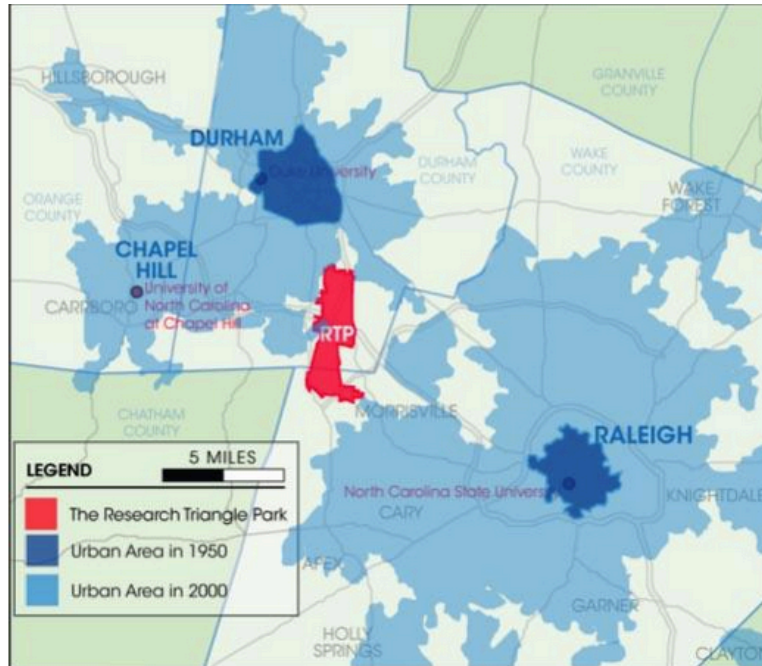 HILLSBOROUGH
GRANVILLE
COUNTY
DURHAM
Duke University
DURHAM
COUNTY
WAKE
COUNTY
WAKE
FOREST
ORANGE
COUNTY
CHAPEL
HILL
CARRBORO
University of
North Carolina
at Chapel Hill
RTP
CHATHAM
COUNTY
MORRISVILLE
RALEIGH
North Carolina State Univers
CARY
KNIGHTDALE
APEX
GARNER
HOLLY
SPRINGS
CLAYTON
LEGEND
5 MILES
The Research Triangle Park
Urban Area in 1950
Urban Area in 2000